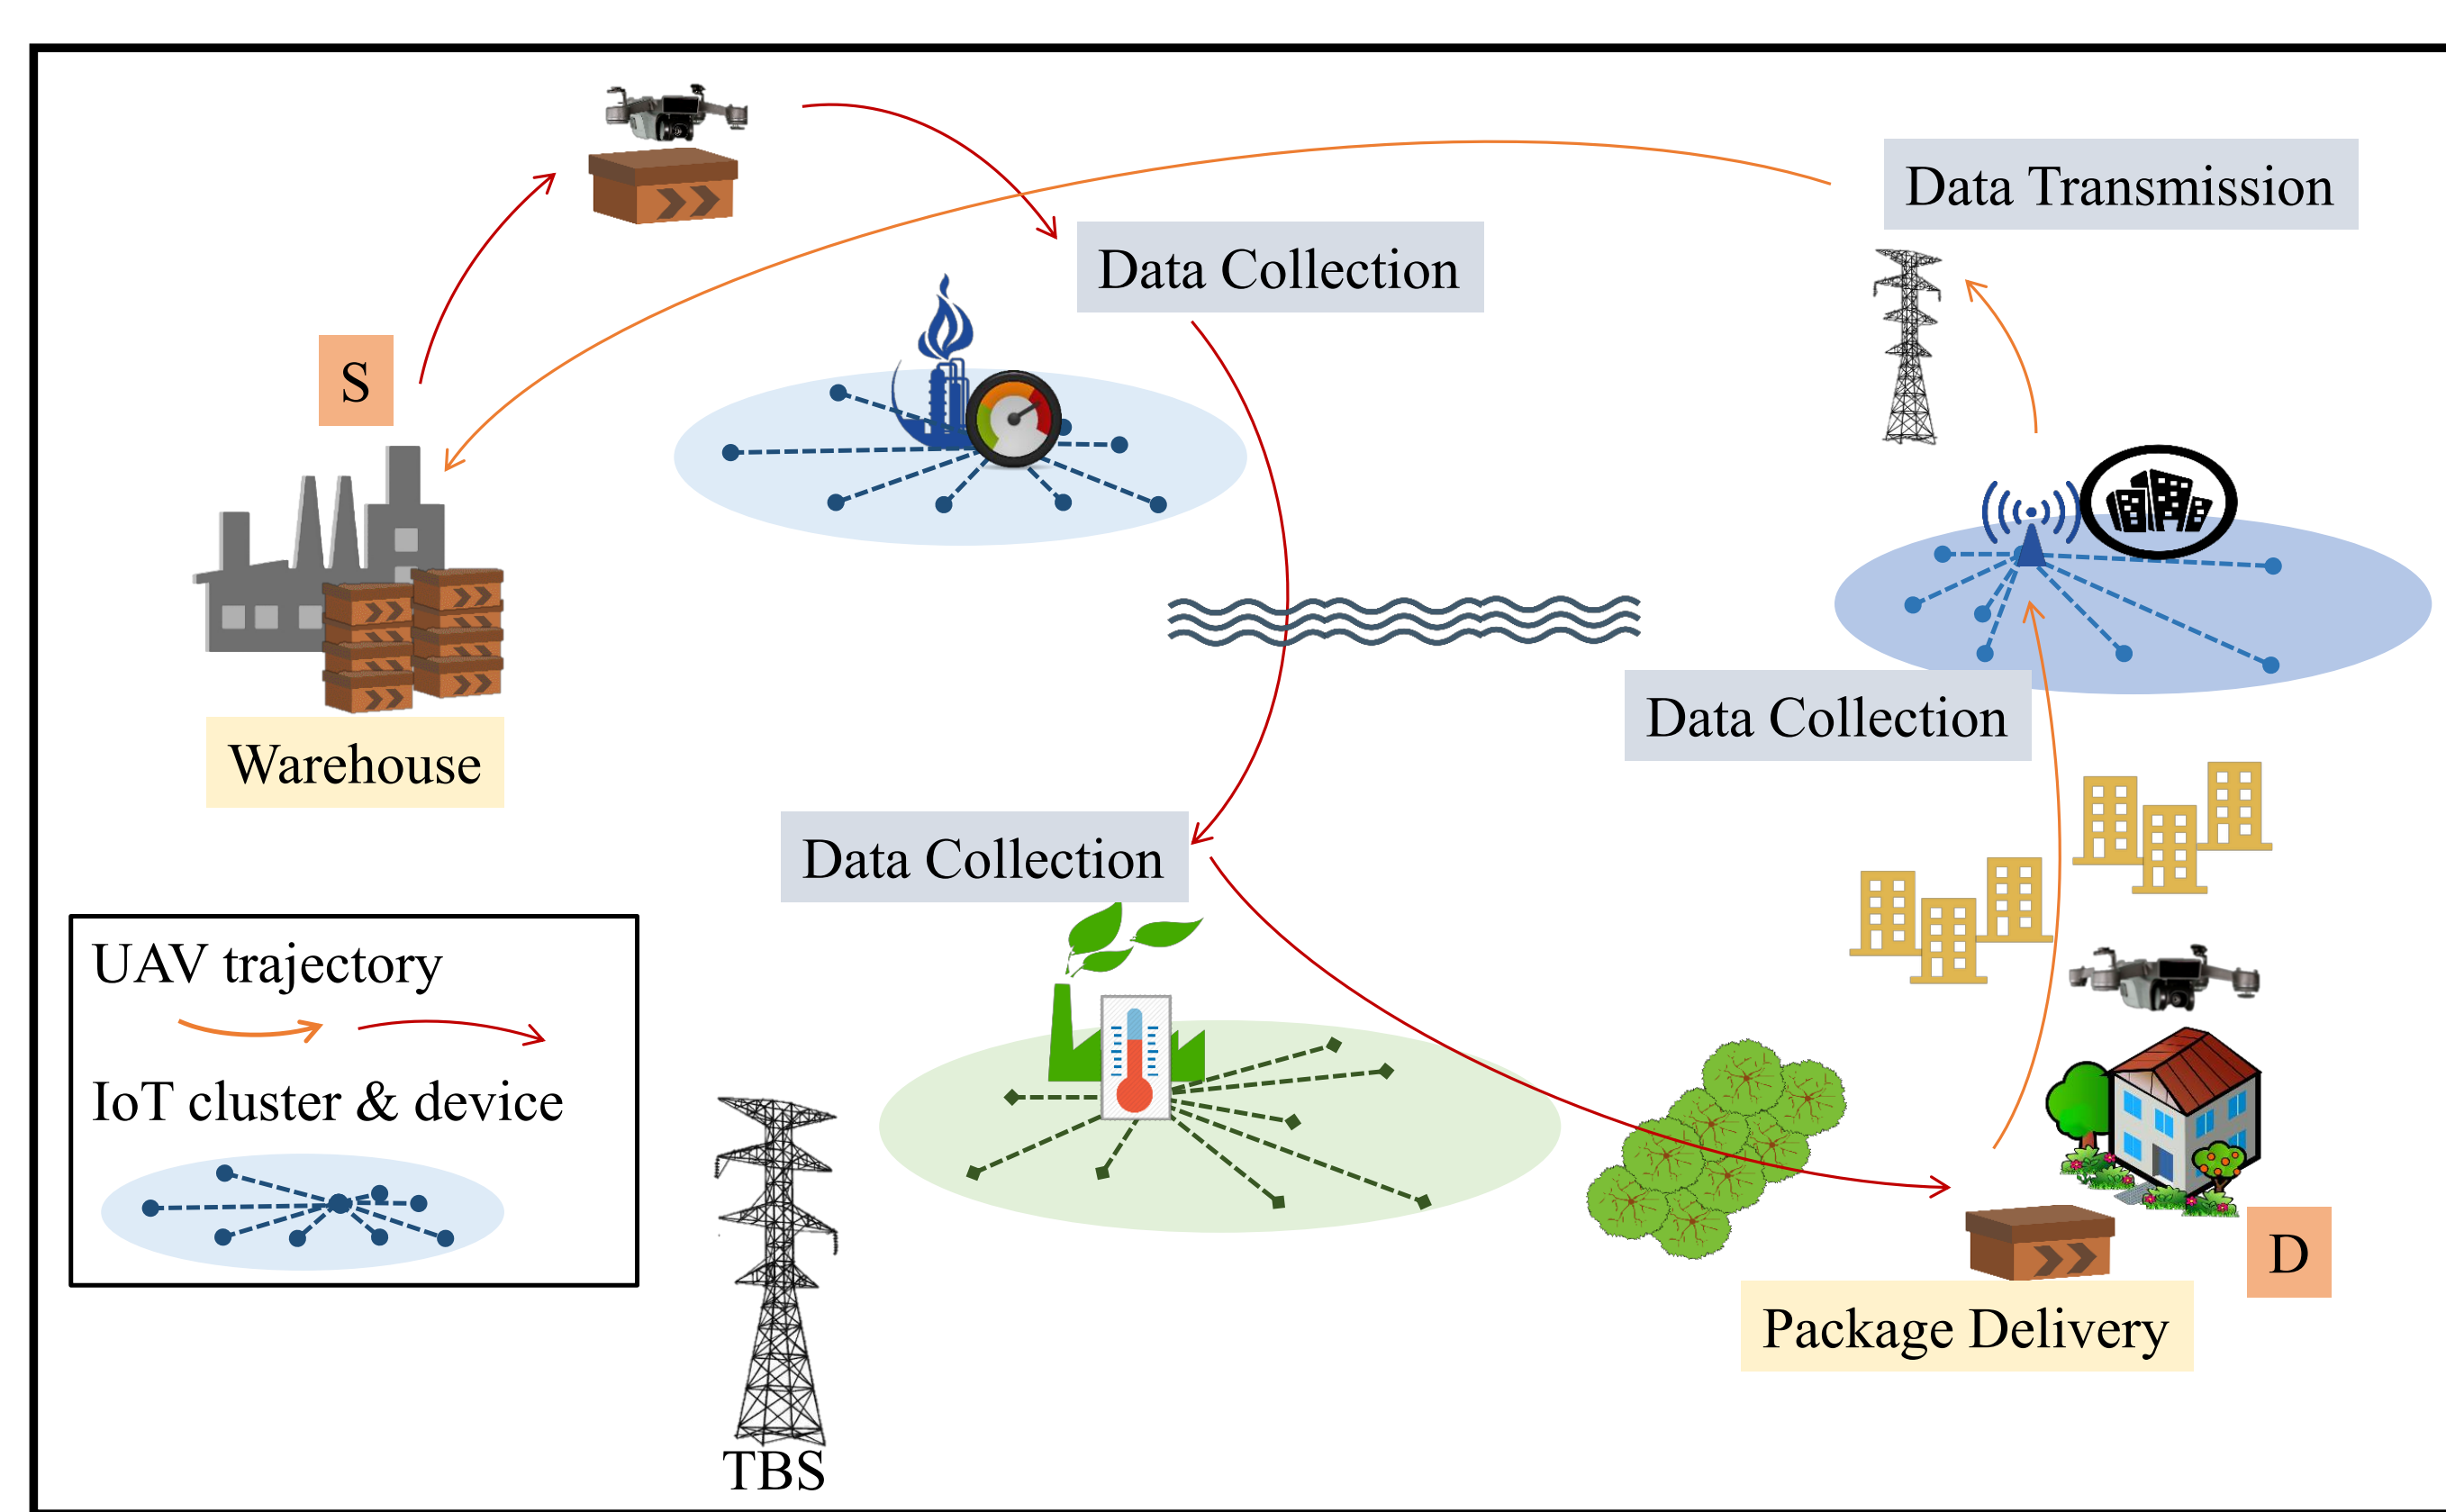 Data Transmission
Data Collection
S
Data Collection
Warehouse
Data Collection
UAV trajectory
IoT cluster & device
D
Package Delivery
TBS